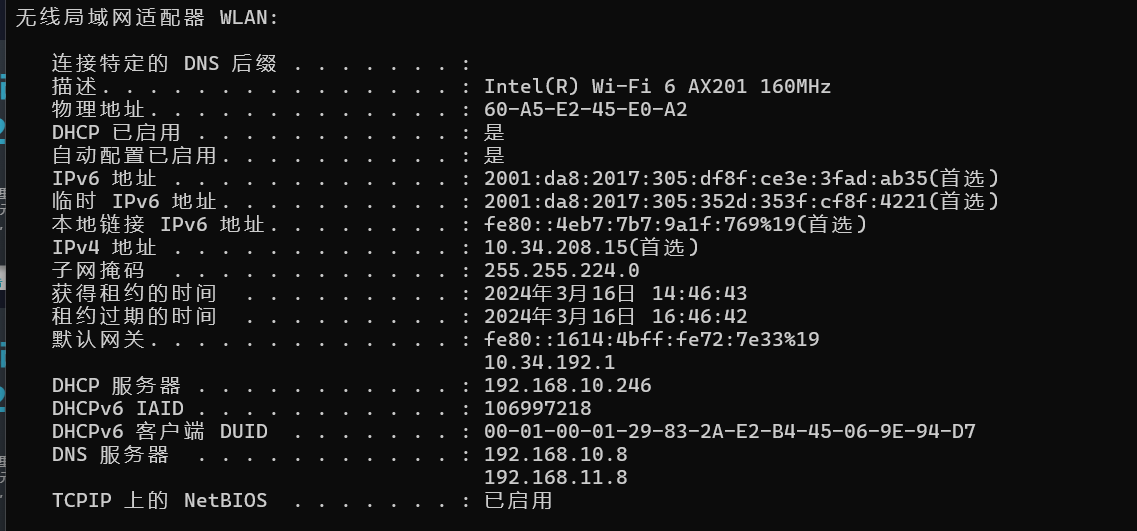 无线局域网适配器 WLAN:
连接特定的 DNS 后缀 . . . . . . . :
描述. . . . . . . . . . . . . . . : Intel(R) Wi-Fi 6 AX201 160MHz
物理地址. . . . . . . . . . . . . : 60-A5-E2-45-E0-A2
DHCP 已启用 . . . . . . . . . . . : 是
自动配置已启用. . . . . . . . . . : 是
IPv6 地址 . . . . . . . . . . . . : 2001:da8:2017:305:df8f:ce3e:3fad:ab35(首选)
临时 IPv6 地址. . . . . . . . . . : 2001:da8:2017:305:352d:353f:cf8f:4221(首选)
本地链接 IPv6 地址. . . . . . . . : fe80::4eb7:7b7:9a1f:769%19(首选)
IPv4 地址 . . . . . . . . . . . . : 10.34.208.15(首选)
子网掩码  . . . . . . . . . . . . : 255.255.224.0
获得租约的时间  . . . . . . . . . : 2024年3月16日 14:46:43
租约过期的时间  . . . . . . . . . : 2024年3月16日 16:46:42
默认网关. . . . . . . . . . . . . : fe80::1614:4bff:fe72:7e33%19
10.34.192.1
DHCP 服务器 . . . . . . . . . . . : 192.168.10.246
DHCPv6 IAID . . . . . . . . . . . : 106997218
DHCPv6 客户端 DUID  . . . . . . . : 00-01-00-01-29-83-2A-E2-B4-45-06-9E-94-D7
DNS 服务器  . . . . . . . . . . . : 192.168.10.8
192.168.11.8
TCPIP 上的 NetBIOS  . . . . . . . : 已启用